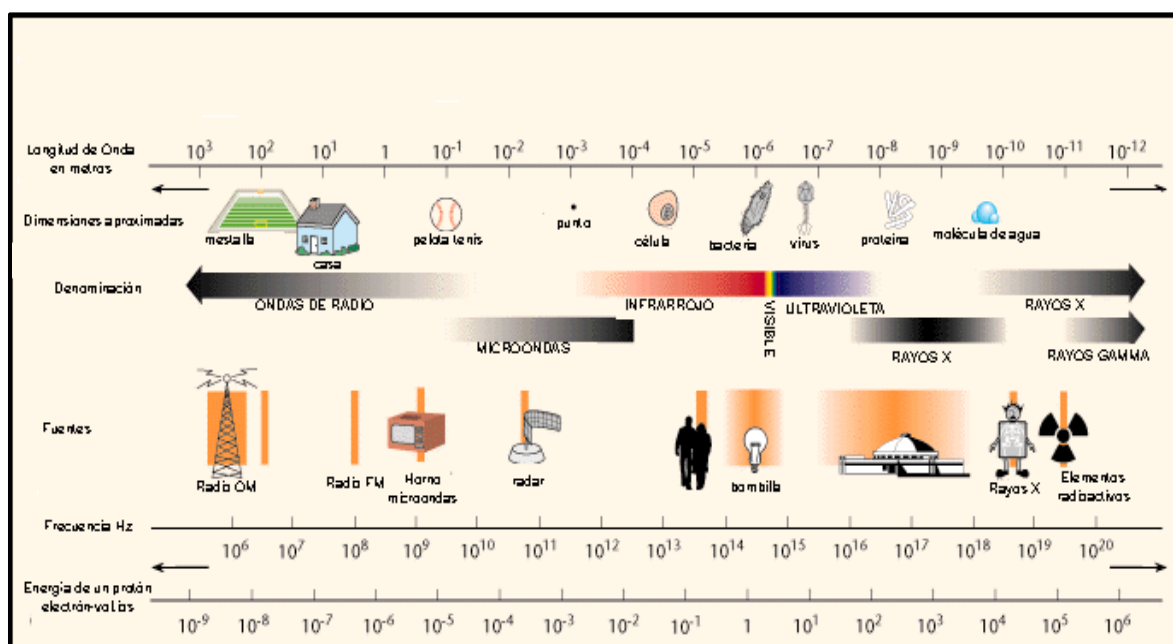 Longitud de Onda
en metros
10³ 10² 10¹ 1 10⁻¹ 10⁻² 10⁻³ 10⁻⁴ 10⁻⁵ 10⁻⁶ 10⁻⁷ 10⁻⁸ 10⁻⁹ 10⁻¹⁰ 10⁻¹¹ 10⁻¹²
Dimensiones aproximadas
mestalla
casa
pelota tenis
punto
célula
bacteria
virus
proteina
molécula de agua
Denominación
ONDAS DE RADIO
INFRARROJO
VISIBLE
ULTRAVIOLETA
RAYOS X
MICROONDAS
RAYOS X
RAYOS GAMMA
Fuentes
Radio OM
Radio FM
Horno
microondas
radar
bombilla
Rayos X
Elementos
radioactivos
Frecuencia Hz
10⁶ 10⁷ 10⁸ 10⁹ 10¹⁰ 10¹¹ 10¹² 10¹³ 10¹⁴ 10¹⁵ 10¹⁶ 10¹⁷ 10¹⁸ 10¹⁹ 10²⁰
Energía de un protón
electrón-voltios
10⁻⁹ 10⁻⁸ 10⁻⁷ 10⁻⁶ 10⁻⁵ 10⁻⁴ 10⁻³ 10⁻² 10⁻¹ 1 10¹ 10² 10³ 10⁴ 10⁵ 10⁶